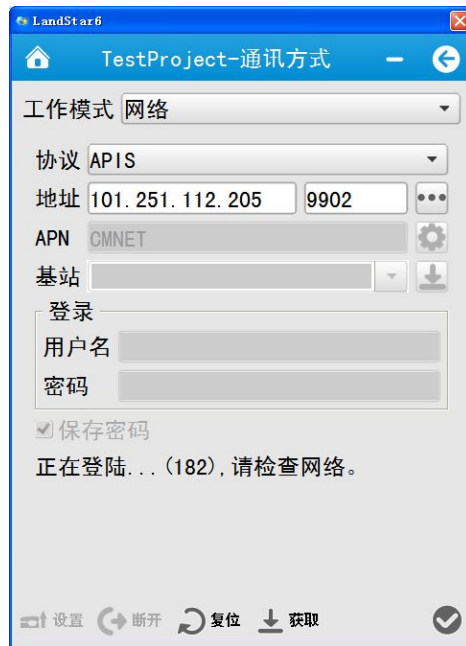 LandStar6
TestProject-通讯方式
工作模式 网络
协议 APIS
地址 101.251.112.205 9902
APN CMNET
基站
登录
用户名
密码
保存密码
正在登陆...(182),请检查网络。
设置 断开 复位 获取